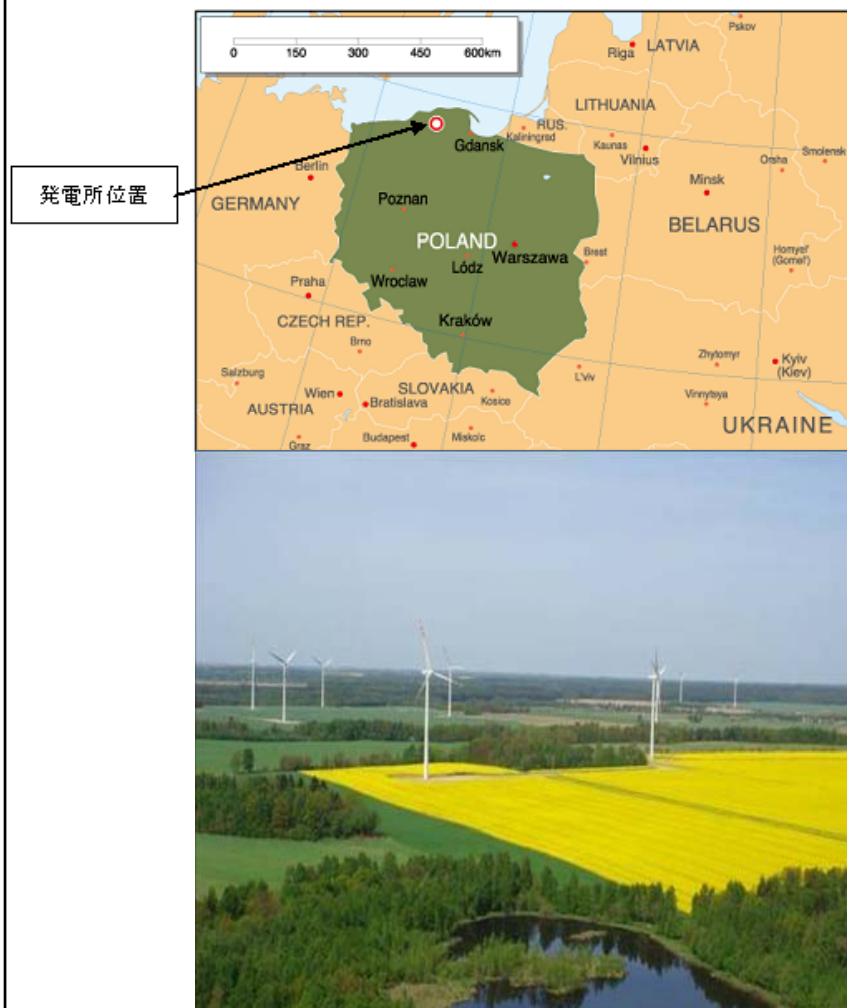 0 150 300 450 600km
Pskov
Riga LATVIA
LITHUANIA
RUS.
Kaliningrad
Kaunas
Vilnius
Gdansk
Smolensk
Orsha
Minsk
発電所位置
Berlin
GERMANY
Poznan
BELARUS
POLAND
Warszawa
Lódz
Brest
Homyel'
(Gomel')
Wroclaw
Praha
CZECH REP.
Kraków
Brno
Zhytomyr
Kyiv
(Kiev)
L'viv
Salzburg
Wien
SLOVAKIA
Kosice
Bratislava
AUSTRIA
UKRAINE
Graz
Budapest
Miskolc